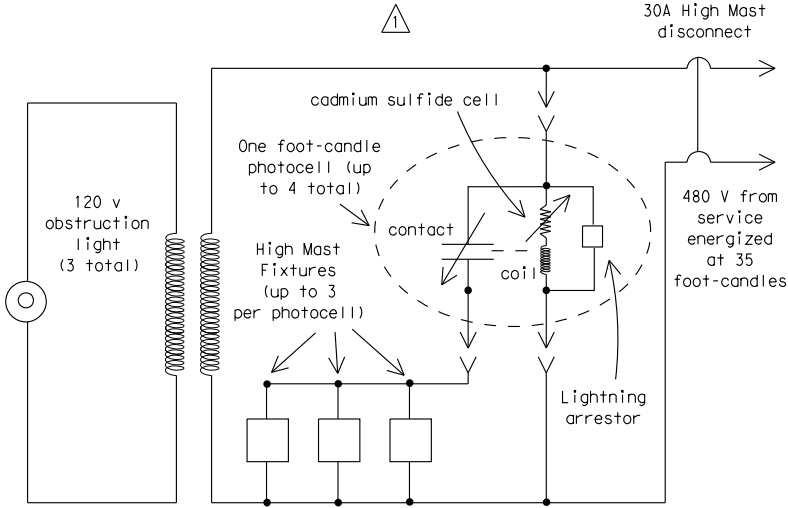 1
30A High Mast
disconnect
cadmium sulfide cell
One foot-candle
photocell (up
to 4 total)
120 v
obstruction
light
(3 total)
contact
480 V from
service
energized
at 35
foot-candles
High Mast
Fixtures
(up to 3
per photocell)
coil
Lightning
arrestor